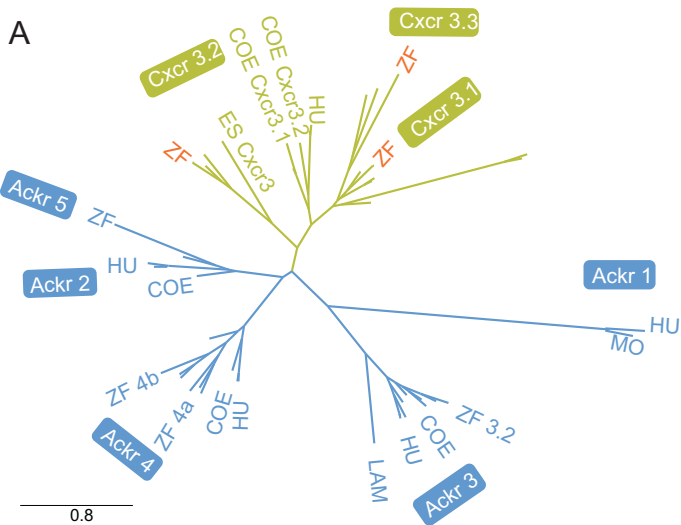 A
Cxcr 3.3
ZF
Cxcr 3.2
COE Cxcr3.1
COE Cxcr3.2
HU
Cxcr 3.1
ZF
ZF
ES Cxcr3
Ackr 5
ZF
HU
Ackr 2
COE
Ackr 1
HU
MO
ZF 4b
ZF 4a
COE
HU
Ackr 4
ZF 3.2
COE
HU
LAM
Ackr 3
0.8